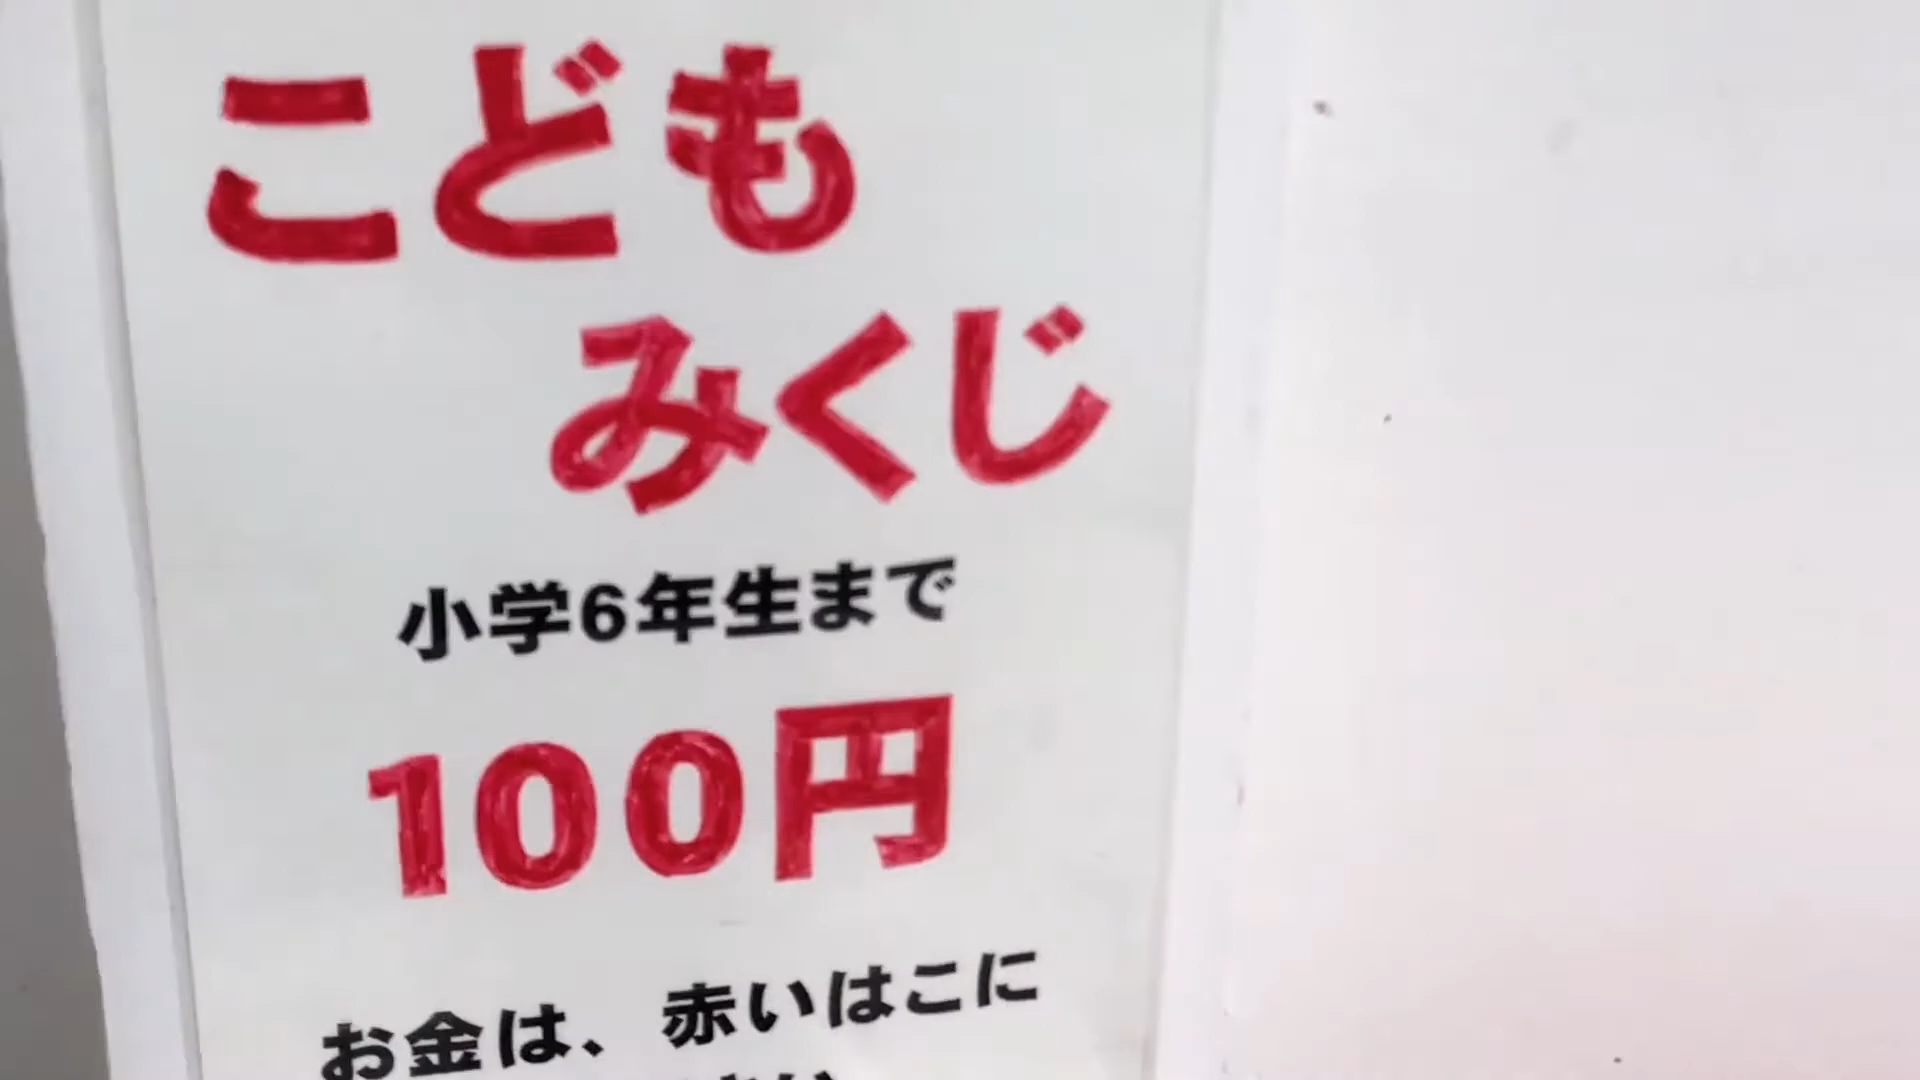 こども
みくじ
小学6年生まで
100円
お金は、赤いはこに